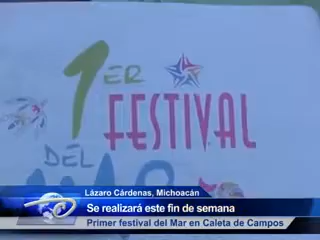 1ER
FESTIVAL
DEL
Lázaro Cárdenas, Michoacán
Se realizará este fin de semana
Primer festival del Mar en Caleta de Campos